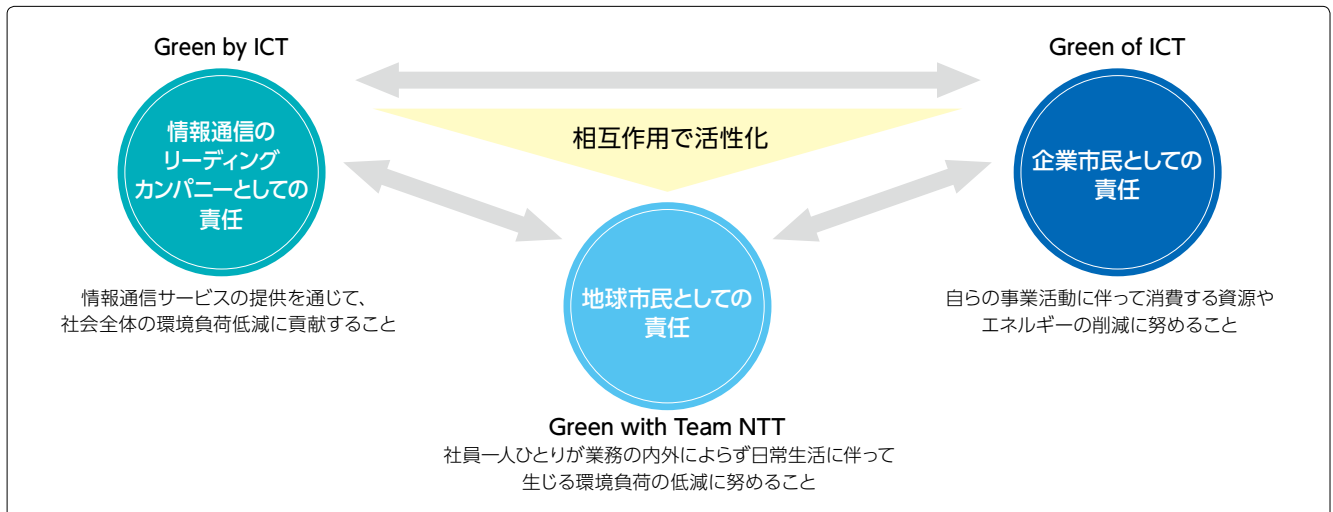 Green by ICT
情報通信の
リーディング
カンパニーとしての
責任
情報通信サービスの提供を通じて、
社会全体の環境負荷低減に貢献すること
相互作用で活性化
Green of ICT
企業市民としての
責任
自らの事業活動に伴って消費する資源や
エネルギーの削減に努めること
地球市民としての
責任
Green with Team NTT
社員一人ひとりが業務の内外によらず日常生活に伴って
生じる環境負荷の低減に努めること